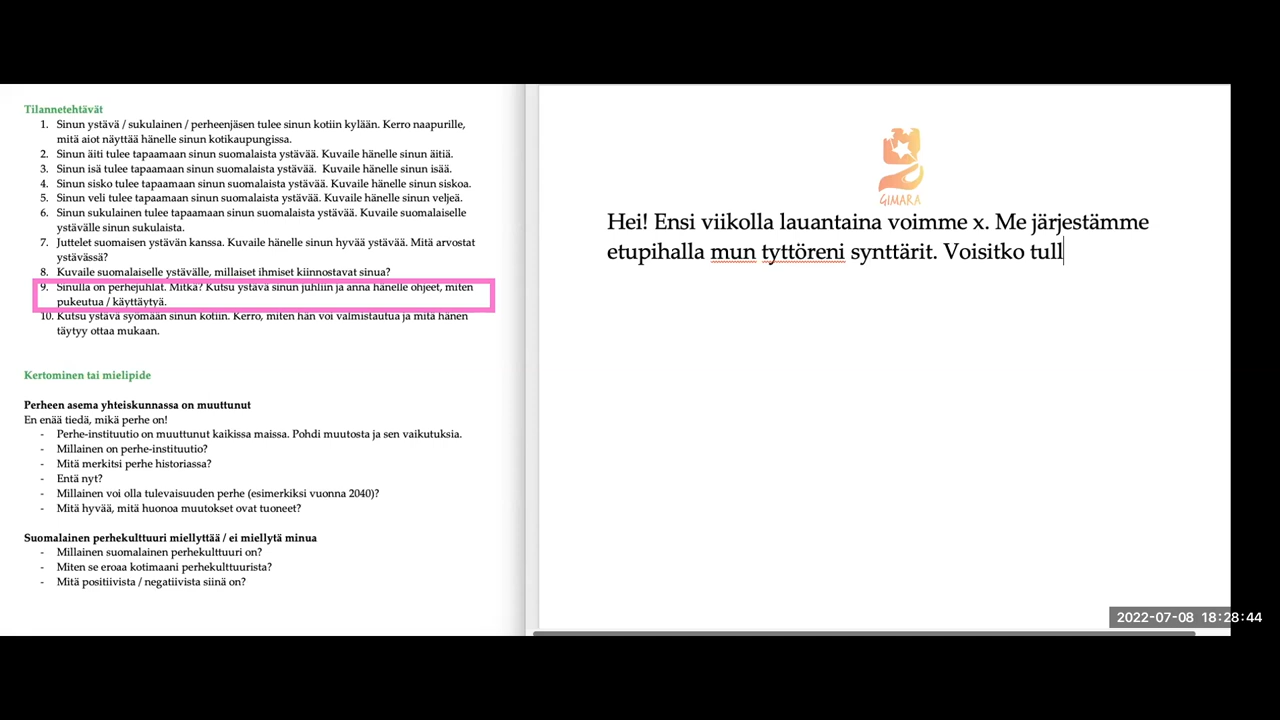 Tilannetehtävät
1. Sinun ystävä / sukulainen / perheenjäsen tulee sinun kotiin kylään. Kerro naapurille,
mitä aiot näyttää hänelle sinun kotikaupungissa.
2. Sinun äiti tulee tapaamaan sinun suomalaista ystävää. Kuvaile hänelle sinun äitiä.
3. Sinun isä tulee tapaamaan sinun suomalaista ystävää. Kuvaile hänelle sinun isää.
4. Sinun sisko tulee tapaamaan sinun suomalaista ystävää. Kuvaile hänelle sinun siskoa.
5. Sinun veli tulee tapaamaan sinun suomalaista ystävää. Kuvaile hänelle sinun veljeä.
6. Sinun sukulainen tulee tapaamaan sinun suomalaista ystävää. Kuvaile suomalaiselle
ystävälle sinun sukulaista.
7. Juttelet suomaisen ystävän kanssa. Kuvaile hänelle sinun hyvää ystävää. Mitä arvostat
ystävässä?
8. Kuvaile suomalaiselle ystävälle, millaiset ihmiset kiinnostavat sinua?
9. Sinulla on perhejuhlat. Mitkä? Kutsu ystävä sinun juhliin ja anna hänelle ohjeet, miten
pukeutua / käyttäytyä.
10. Kutsu ystävä syömään sinun kotiin. Kerro, miten hän voi valmistautua ja mitä hänen
täytyy ottaa mukaan.
Kertominen tai mielipide
Perheen asema yhteiskunnassa on muuttunut
En enää tiedä, mikä perhe on!
- Perhe-instituutio on muuttunut kaikissa maissa. Pohdi muutosta ja sen vaikutuksia.
- Millainen on perhe-instituutio?
- Mitä merkitsi perhe historiassa?
- Entä nyt?
- Millainen voi olla tulevaisuuden perhe (esimerkiksi vuonna 2040)?
- Mitä hyvää, mitä huonoa muutokset ovat tuoneet?
Suomalainen perhekulttuuri miellyttää / ei miellytä minua
- Millainen suomalainen perhekulttuuri on?
- Miten se eroaa kotimaani perhekulttuurista?
- Mitä positiivista / negatiivista siinä on?
GIMARA
Hei! Ensi viikolla lauantaina voimme x. Me järjestämme
etupihalla mun tyttöreni synttärit. Voisitko tull
2022-07-08 18:28:44